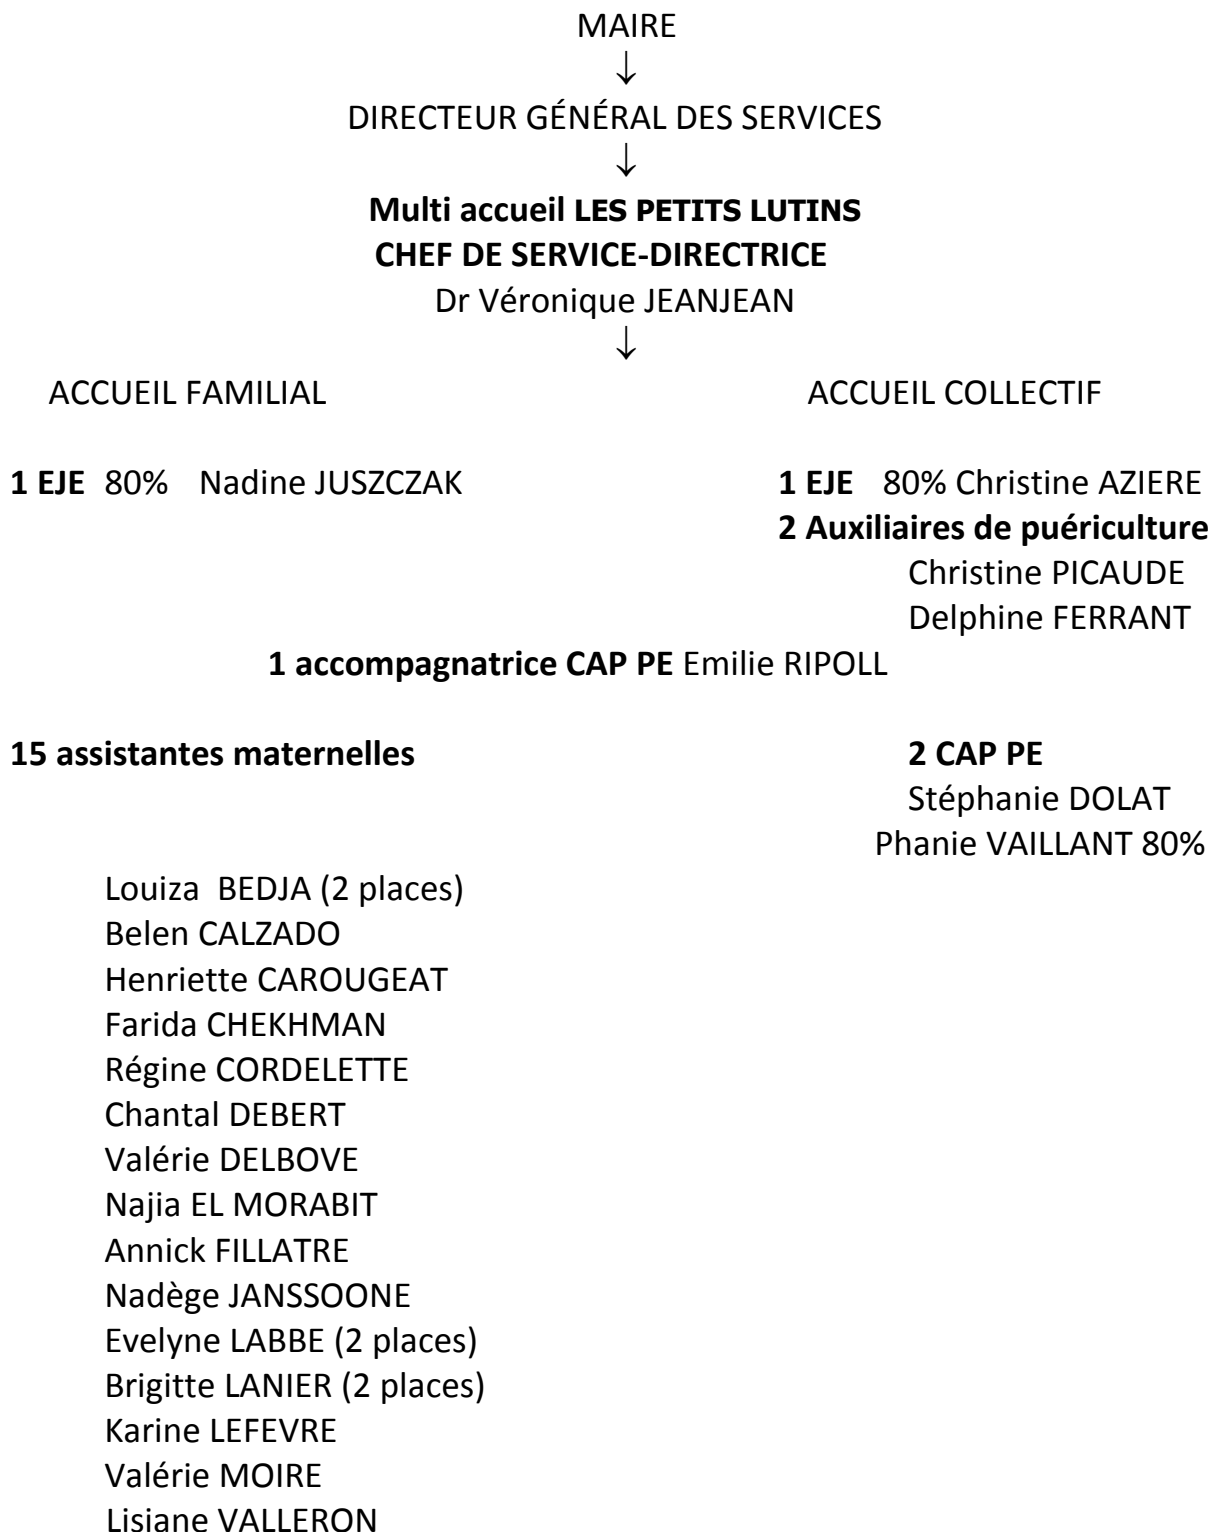 MAIRE
↓
DIRECTEUR GÉNÉRAL DES SERVICES
↓
Multi accueil LES PETITS LUTINS
CHEF DE SERVICE-DIRECTRICE
Dr Véronique JEANJEAN
↓
ACCUEIL FAMILIAL ACCUEIL COLLECTIF
1 EJE 80% Nadine JUSZCZAK 1 EJE 80% Christine AZIERE
2 Auxiliaires de puériculture
Christine PICAUDE
Delphine FERRANT
1 accompagnatrice CAP PE Emilie RIPOLL
15 assistantes maternelles 2 CAP PE
Stéphanie DOLAT
Phanie VAILLANT 80%
Louiza BEDJA (2 places)
Belen CALZADO
Henriette CAROUGEAT
Farida CHEKHMAN
Régine CORDELETTE
Chantal DEBERT
Valérie DELBOVE
Najia EL MORABIT
Annick FILLATRE
Nadège JANSSOONE
Evelyne LABBE (2 places)
Brigitte LANIER (2 places)
Karine LEFEVRE
Valérie MOIRE
Lisiane VALLERON